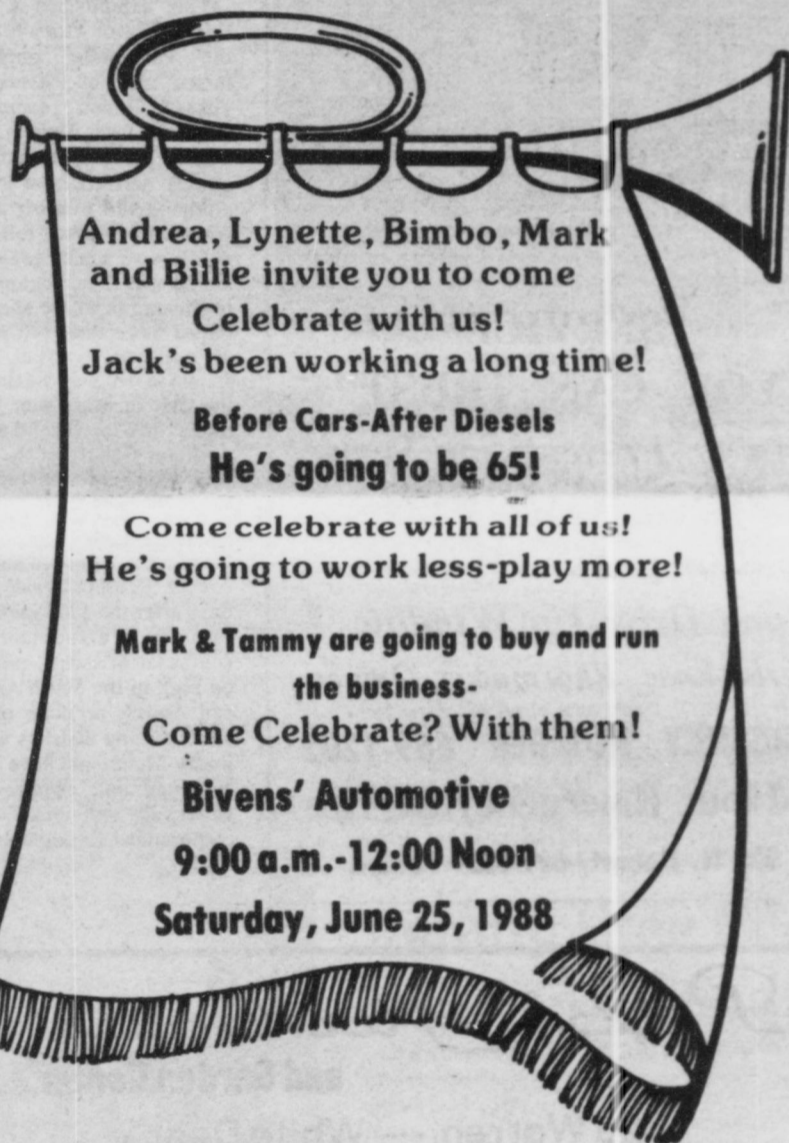 Andrea, Lynette, Bimbo, Mark
and Billie invite you to come
Celebrate with us!
Jack's been working a long time!
Before Cars-After Diesels
He's going to be 65!
Come celebrate with all of us!
He's going to work less-play more!
Mark & Tammy are going to buy and run
the business-
Come Celebrate? With them!
Bivens' Automotive
9:00 a.m.-12:00 Noon
Saturday, June 25, 1988